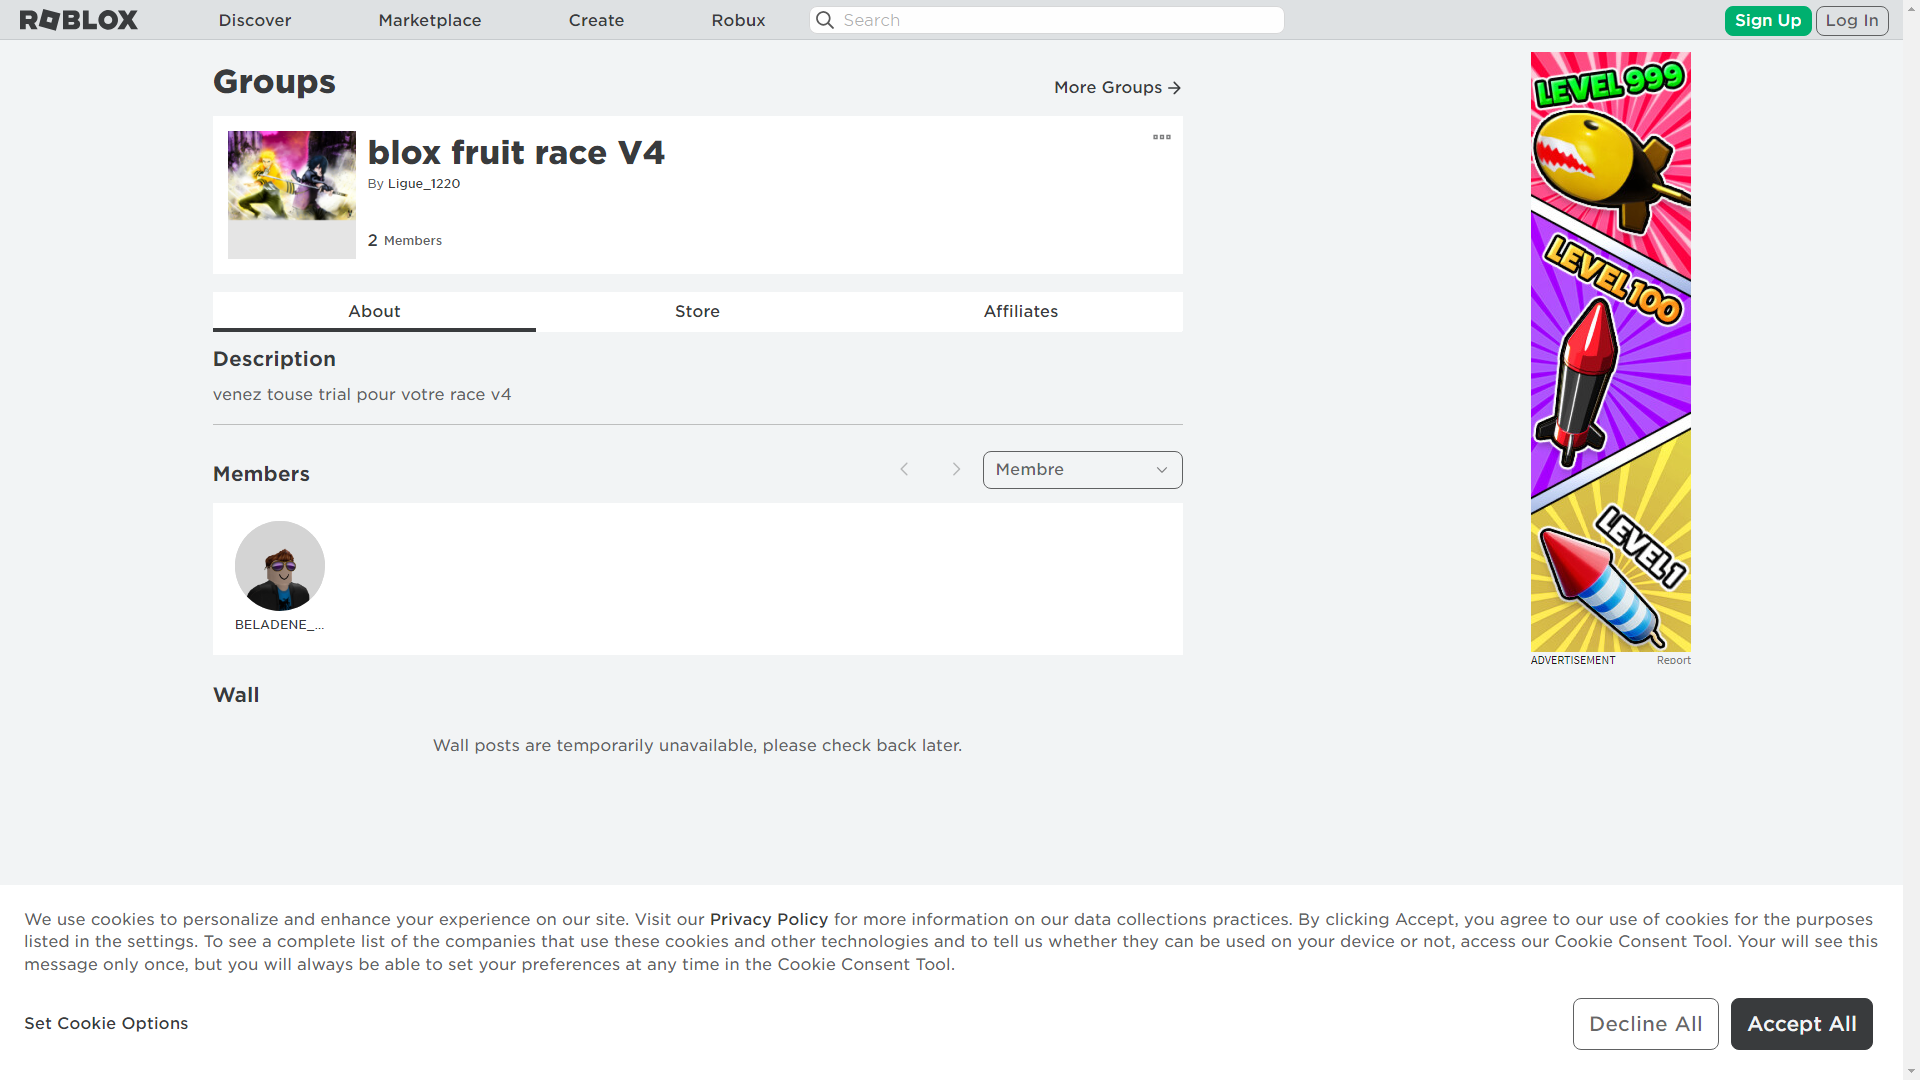 ROBLOX
Discover
Marketplace
Create
Robux
Search
Sign Up
Log In
Groups
More Groups
blox fruit race V4
By Ligue_1220
2 Members
About
Store
Affiliates
Description
venez touse trial pour votre race v4
Members
Membre
BELADENE_...
Wall
Wall posts are temporarily unavailable, please check back later.
LEVEL 999
LEVEL 100
LEVEL 1
ADVERTISEMENT
Report
We use cookies to personalize and enhance your experience on our site. Visit our Privacy Policy for more information on our data collections practices. By clicking Accept, you agree to our use of cookies for the purposes
listed in the settings. To see a complete list of the companies that use these cookies and other technologies and to tell us whether they can be used on your device or not, access our Cookie Consent Tool. Your will see this
message only once, but you will always be able to set your preferences at any time in the Cookie Consent Tool.
Set Cookie Options
Decline All
Accept All